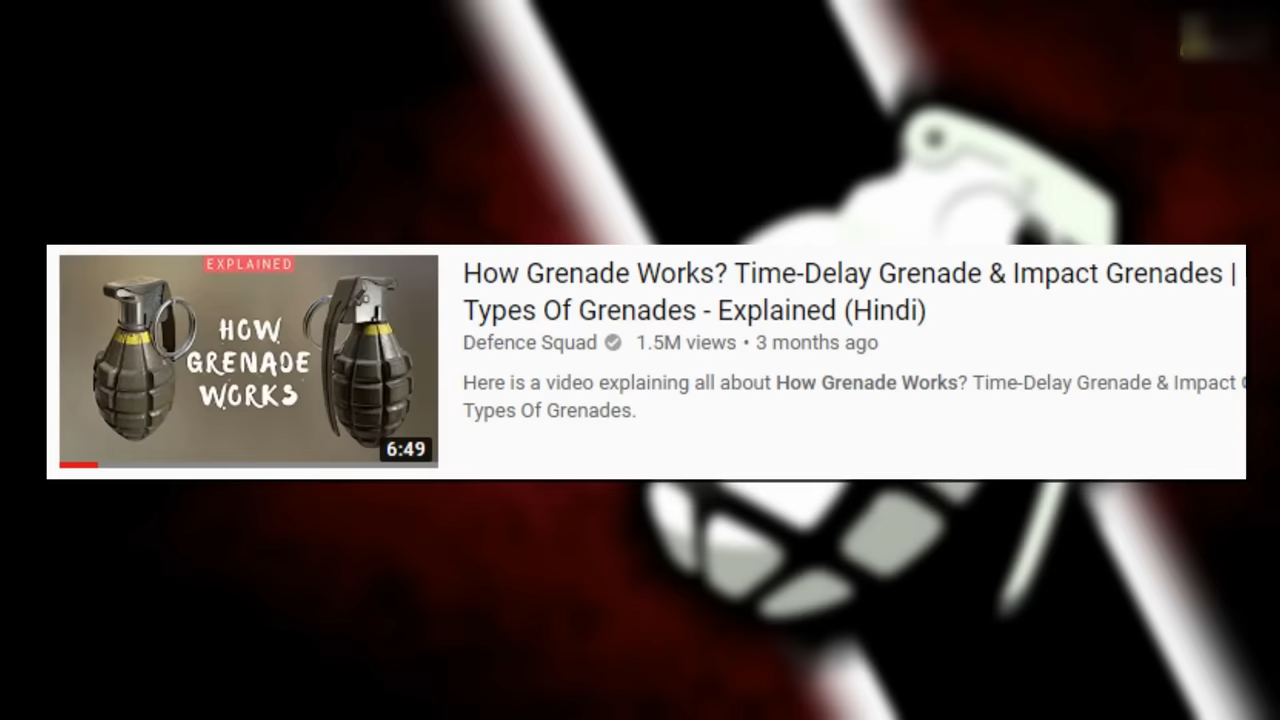 EXPLAINED
HOW
GRENADE
WORKS
6:49
How Grenade Works? Time-Delay Grenade & Impact Grenades |
Types Of Grenades - Explained (Hindi)
Defence Squad 1.5M views • 3 months ago
Here is a video explaining all about How Grenade Works? Time-Delay Grenade & Impact
Types Of Grenades.